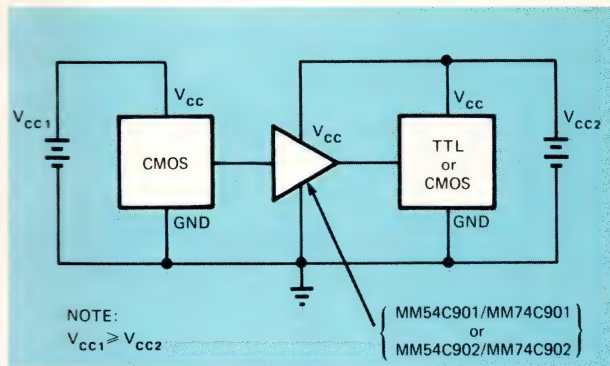 V_CC1
V_CC
CMOS
GND
V_CC
V_CC
TTL
or
CMOS
GND
V_CC2
NOTE:
V_CC1 ⩾ V_CC2
MM54C901/MM74C901
or
MM54C902/MM74C902